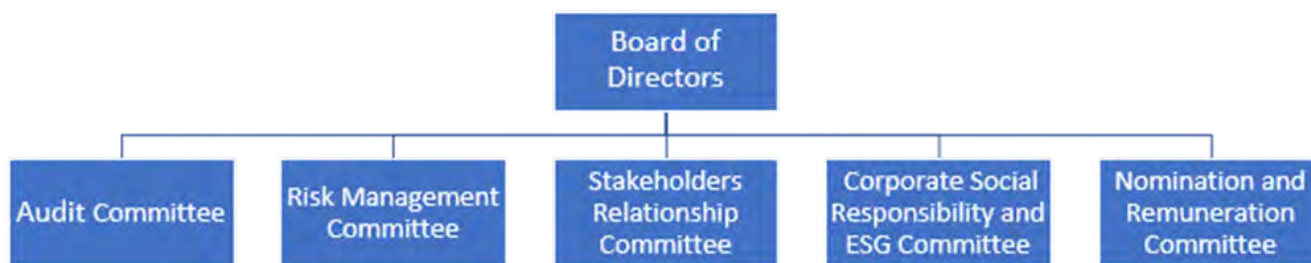 Board of
Directors
Audit Committee
Risk Management
Committee
Stakeholders
Relationship
Committee
Corporate Social
Responsibility and
ESG Committee
Nomination and
Remuneration
Committee